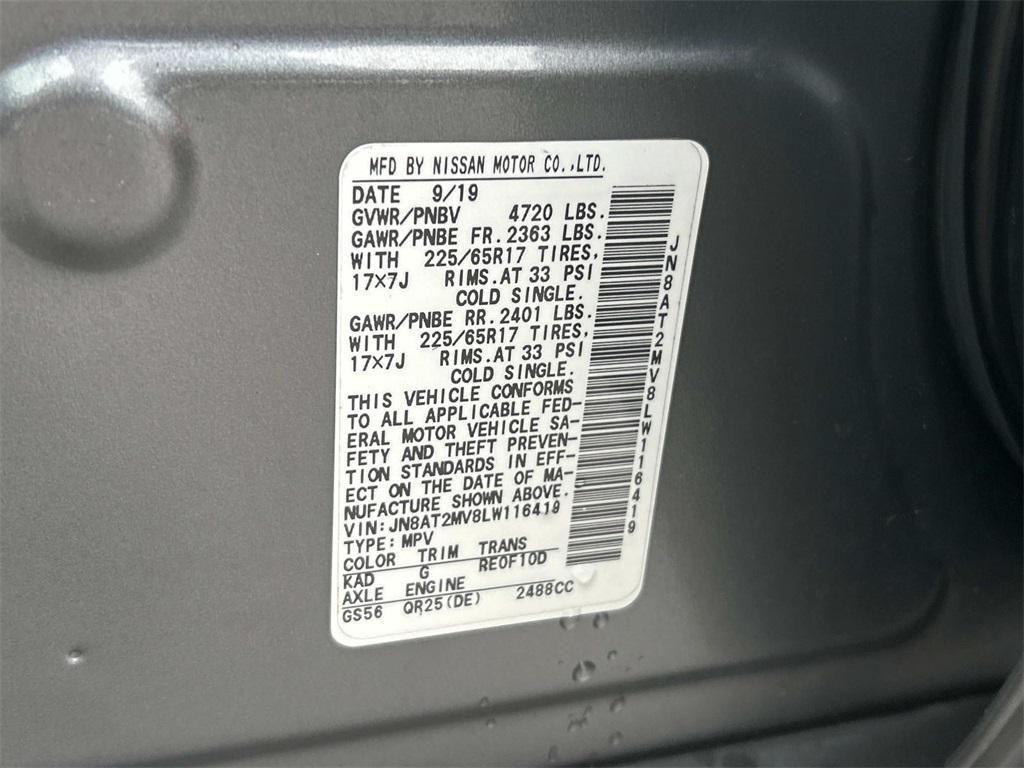 MFD BY NISSAN MOTOR CO.,LTD.
DATE 9/19
GVWR/PNBV 4720 LBS.
GAWR/PNBE FR.2363 LBS.
WITH 225/65R17 TIRES,
17×7J RIMS.AT 33 PSI
COLD SINGLE.
GAWR/PNBE RR.2401 LBS.
WITH 225/65R17 TIRES,
17×7J RIMS.AT 33 PSI
COLD SINGLE.
THIS VEHICLE CONFORMS
TO ALL APPLICABLE FED-
ERAL MOTOR VEHICLE SA-
FETY AND THEFT PREVEN-
TION STANDARDS IN EFF-
ECT ON THE DATE OF MA-
NUFACTURE SHOWN ABOVE.
VIN:JN8AT2MV8LW116419
TYPE:MPV
COLOR TRIM TRANS
KAD G RE0F10D
AXLE ENGINE
GS56 QR25(DE) 2488CC
JN8AT2MV8LW116419